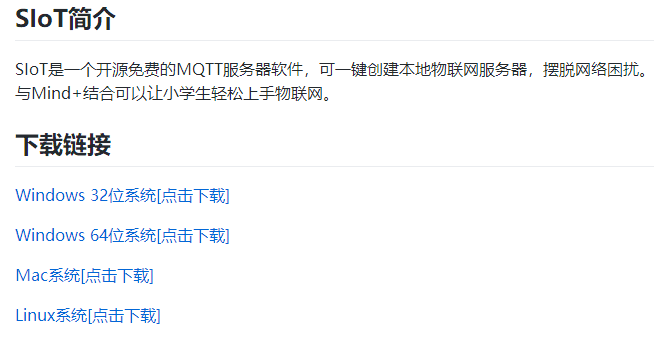 SIoT简介
SIoT是一个开源免费的MQTT服务器软件，可一键创建本地物联网服务器，摆脱网络困扰。
与Mind+结合可以让小学生轻松上手物联网。
下载链接
Windows 32位系统[点击下载]
Windows 64位系统[点击下载]
Mac系统[点击下载]
Linux系统[点击下载]